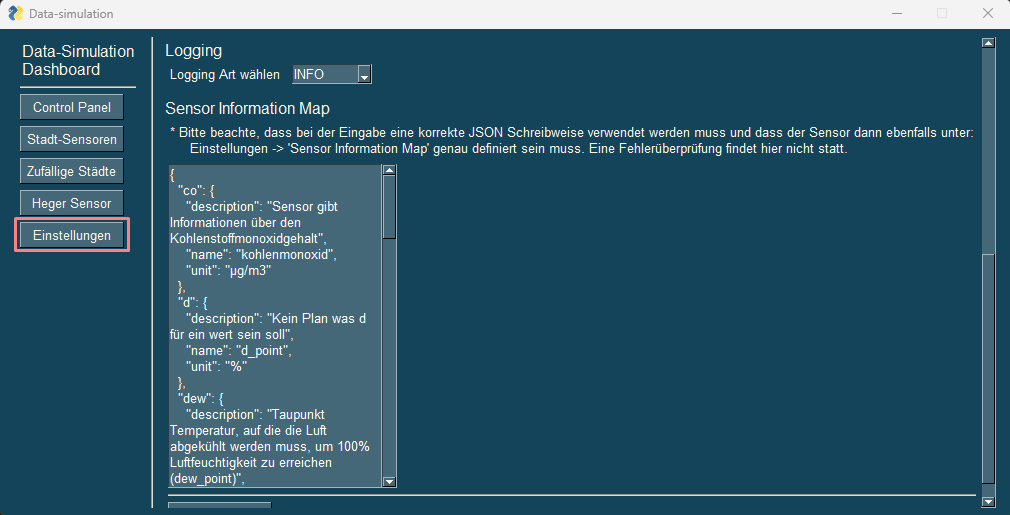 Data-simulation
Data-Simulation
Dashboard
Control Panel
Stadt-Sensoren
Zufällige Städte
Heger Sensor
Einstellungen
Logging
Logging Art wählen INFO
Sensor Information Map
* Bitte beachte, dass bei der Eingabe eine korrekte JSON Schreibweise verwendet werden muss und dass der Sensor dann ebenfalls unter:
Einstellungen -> 'Sensor Information Map' genau definiert sein muss. Eine Fehlerüberprüfung findet hier nicht statt.
{
"co": {
"description": "Sensor gibt
Informationen über den
Kohlenstoffmonoxidgehalt",
"name": "kohlenmonoxid",
"unit": "µg/m3"
},
"d": {
"description": "Kein Plan was d
für ein wert sein soll",
"name": "d_point",
"unit": "%"
},
"dew": {
"description": "Taupunkt
Temperatur, auf die die Luft
abgekühlt werden muss, um 100%
Luftfeuchtigkeit zu erreichen
(dew_point)",